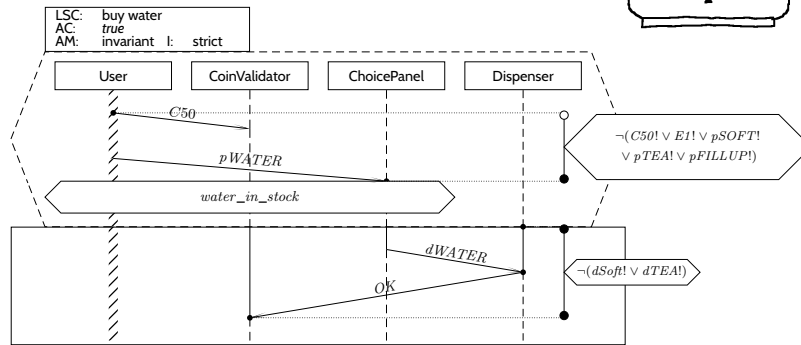 LSC: buy water
AC: true
AM: invariant I: strict
User CoinValidator ChoicePanel Dispenser
C50
¬(C50! ∨ E1! ∨ pSOFT!
∨ pTEA! ∨ pFILLUP!)
pWATER
water_in_stock
dWATER
¬(dSoft! ∨ dTEA!)
OK